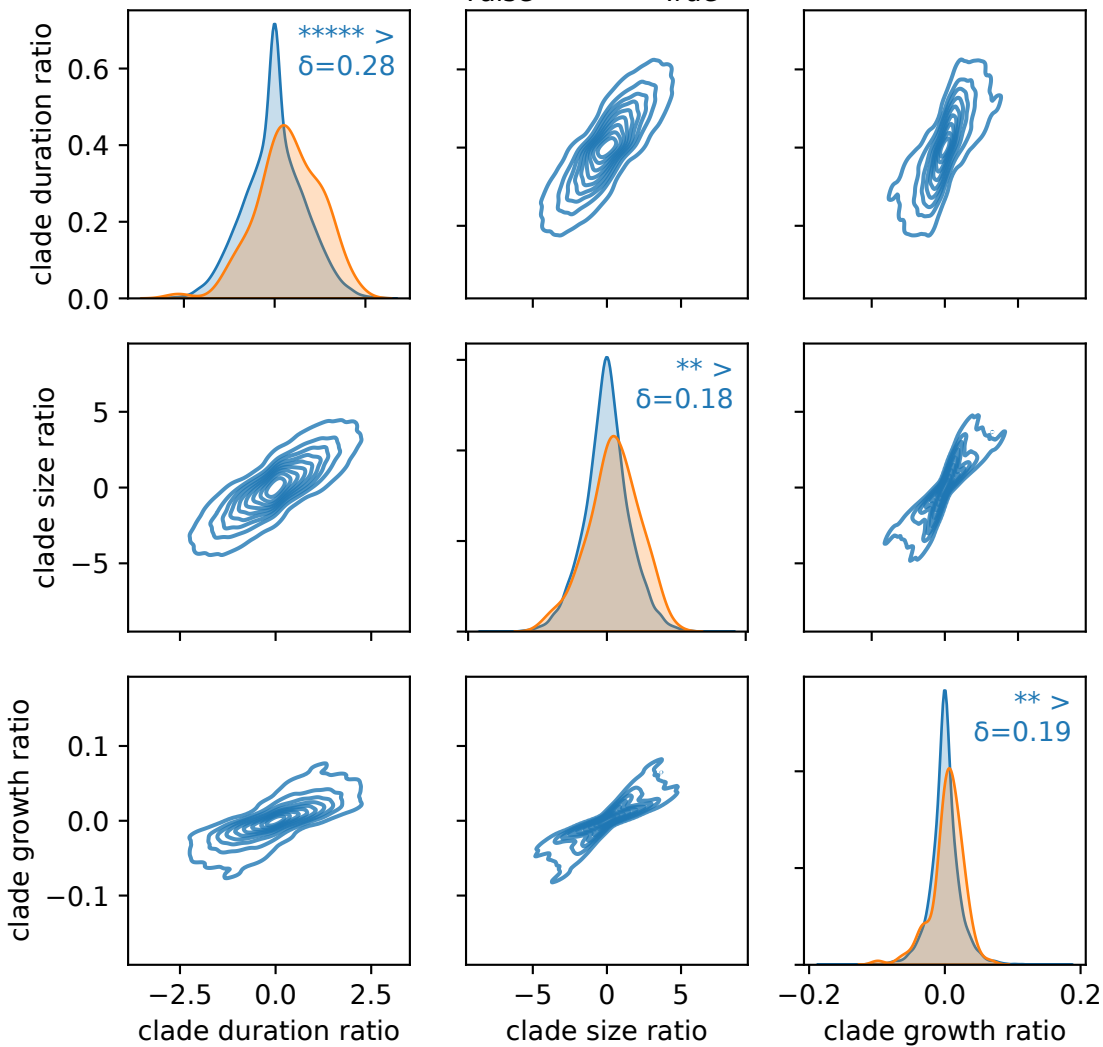 ***** >
δ=0.28
clade duration ratio
0.6
0.4
0.2
0.0
** >
δ=0.18
clade size ratio
5
0
−5
** >
δ=0.19
clade growth ratio
0.1
0.0
−0.1
−2.5 0.0 2.5 −5 0 5 −0.2 0.0 0.2
clade duration ratio clade size ratio clade growth ratio